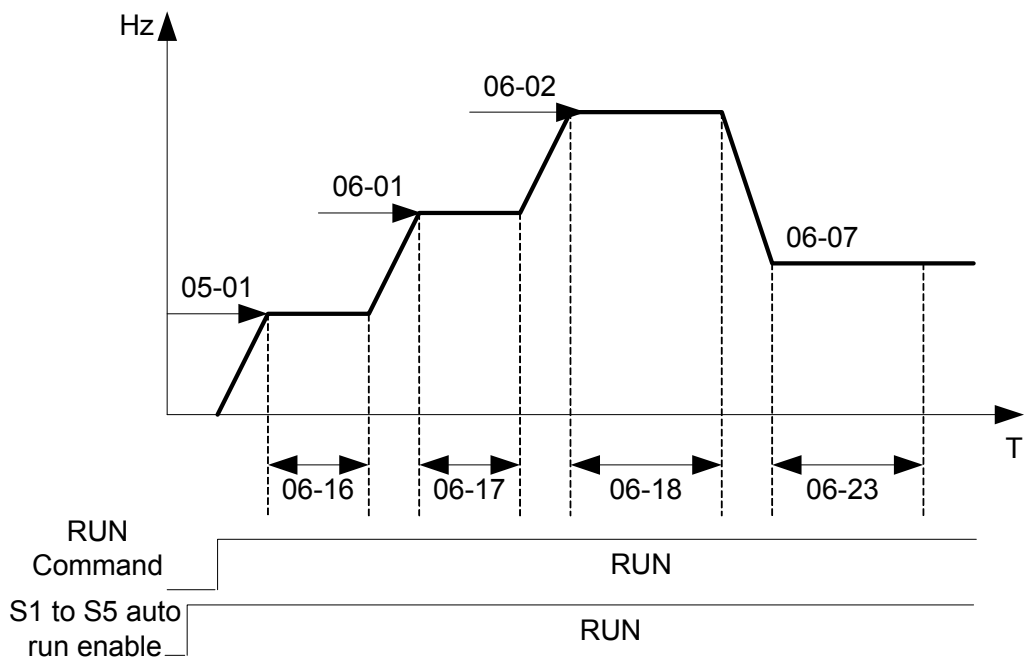 Hz
06-02
06-01
06-07
05-01
T
06-16
06-17
06-18
06-23
RUN
Command
RUN
S1 to S5 auto
run enable
RUN